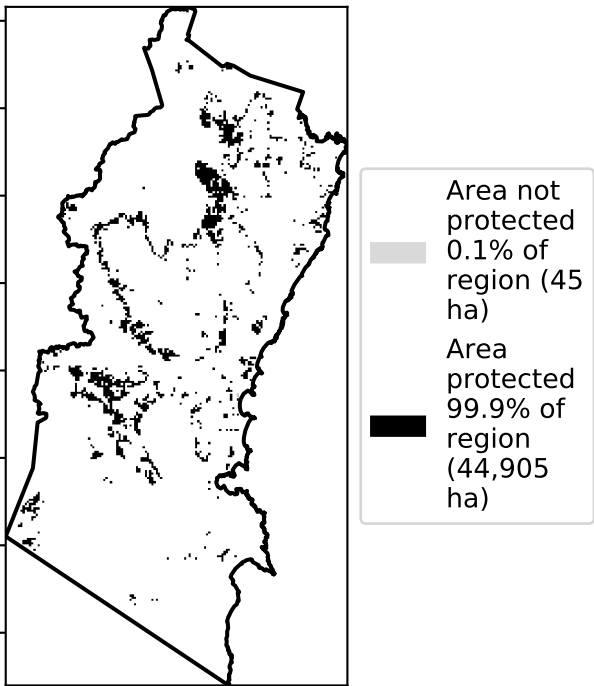 Area not
protected
0.1% of
region (45
ha)
Area
protected
99.9% of
region
(44,905
ha)